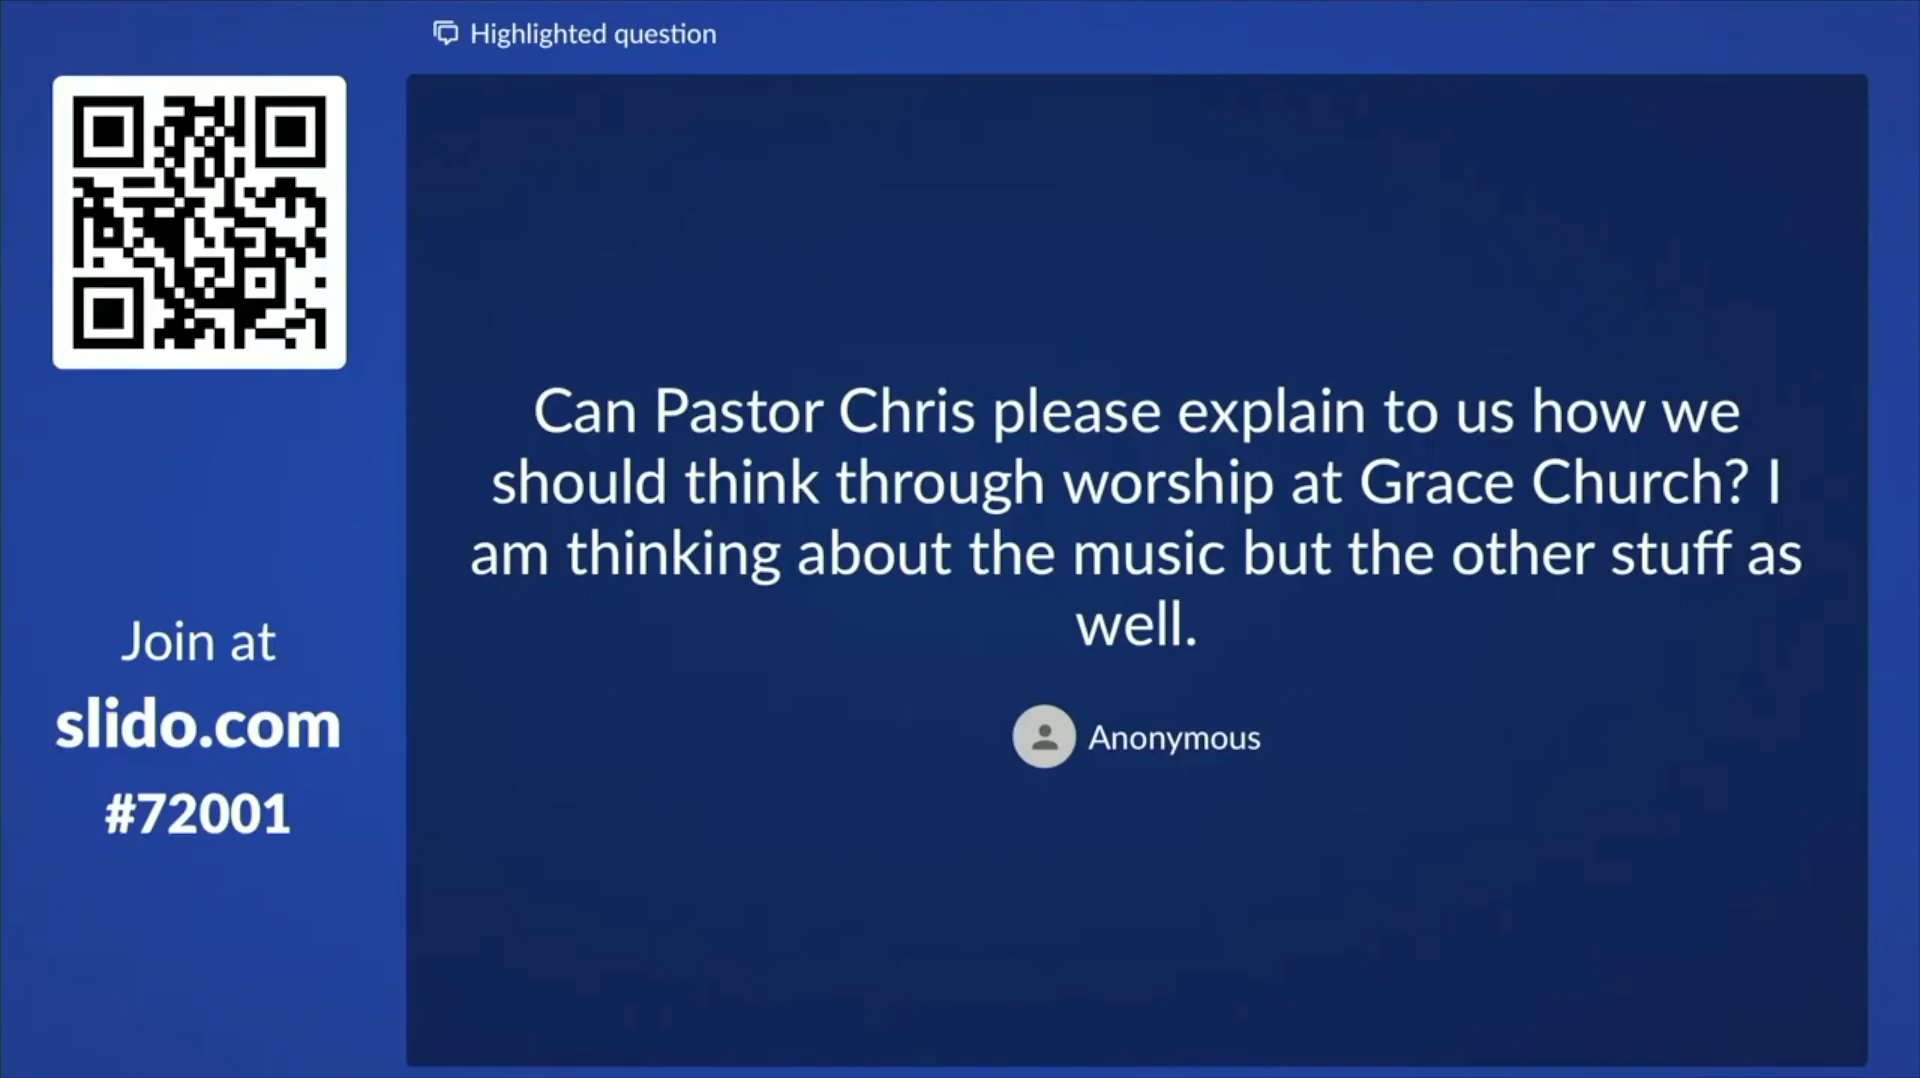 Highlighted question
Can Pastor Chris please explain to us how we
should think through worship at Grace Church? I
am thinking about the music but the other stuff as
well.
Anonymous
Join at
slido.com
#72001